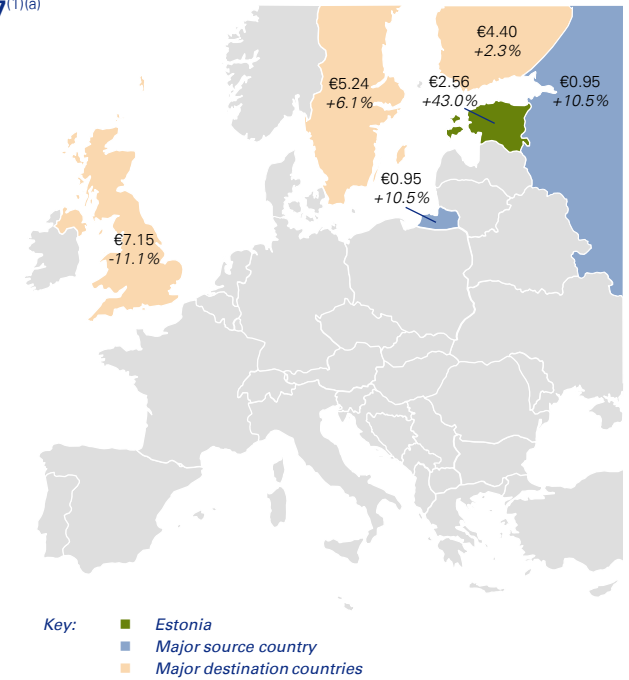 7(1)(a)
€4.40
+2.3%
€5.24
+6.1%
€2.56
+43.0%
€0.95
+10.5%
€0.95
+10.5%
€7.15
-11.1%
Key:
Estonia
Major source country
Major destination countries